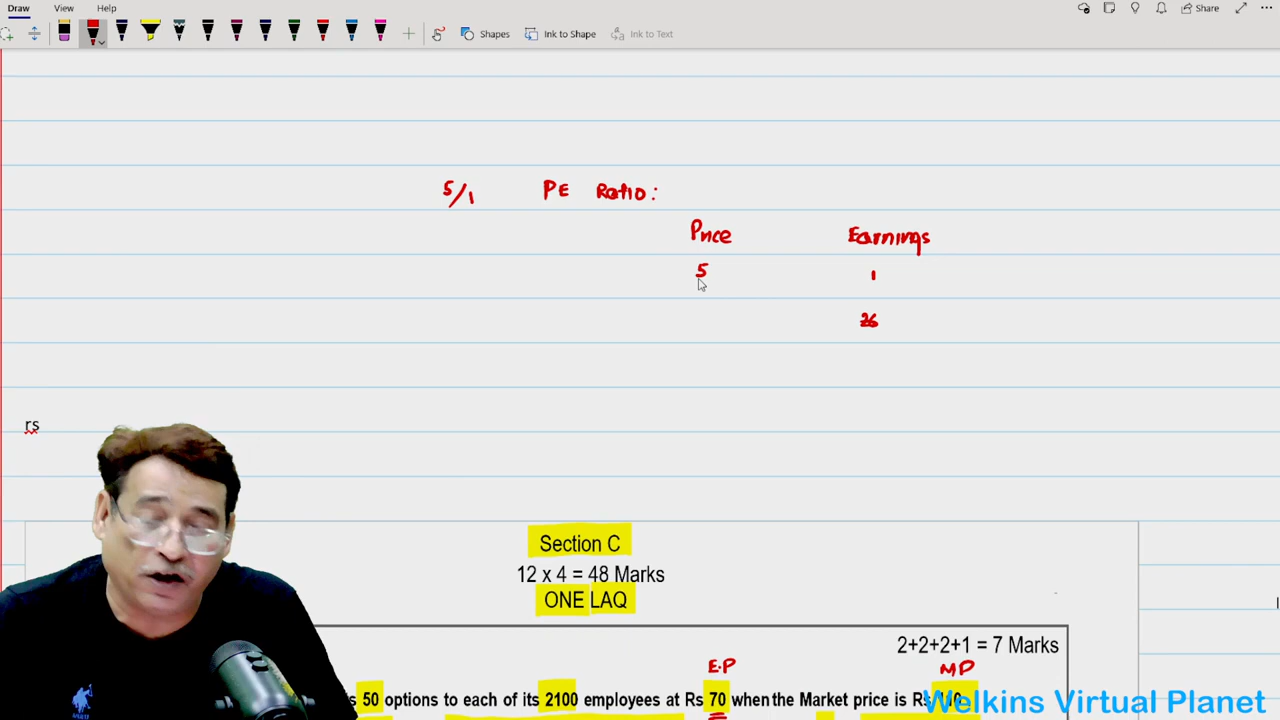 Draw View Help Share
Shapes Ink to Shape Ink to Text
5/1 PE Ratio:
Price Earnings
5 1
26
rs
Section C
12 x 4 = 48 Marks
ONE LAQ
2+2+2+1 = 7 Marks
E.P MP
50 options to each of its 2100 employees at Rs 70 when the Market price is Rs
Welkins Virtual Planet